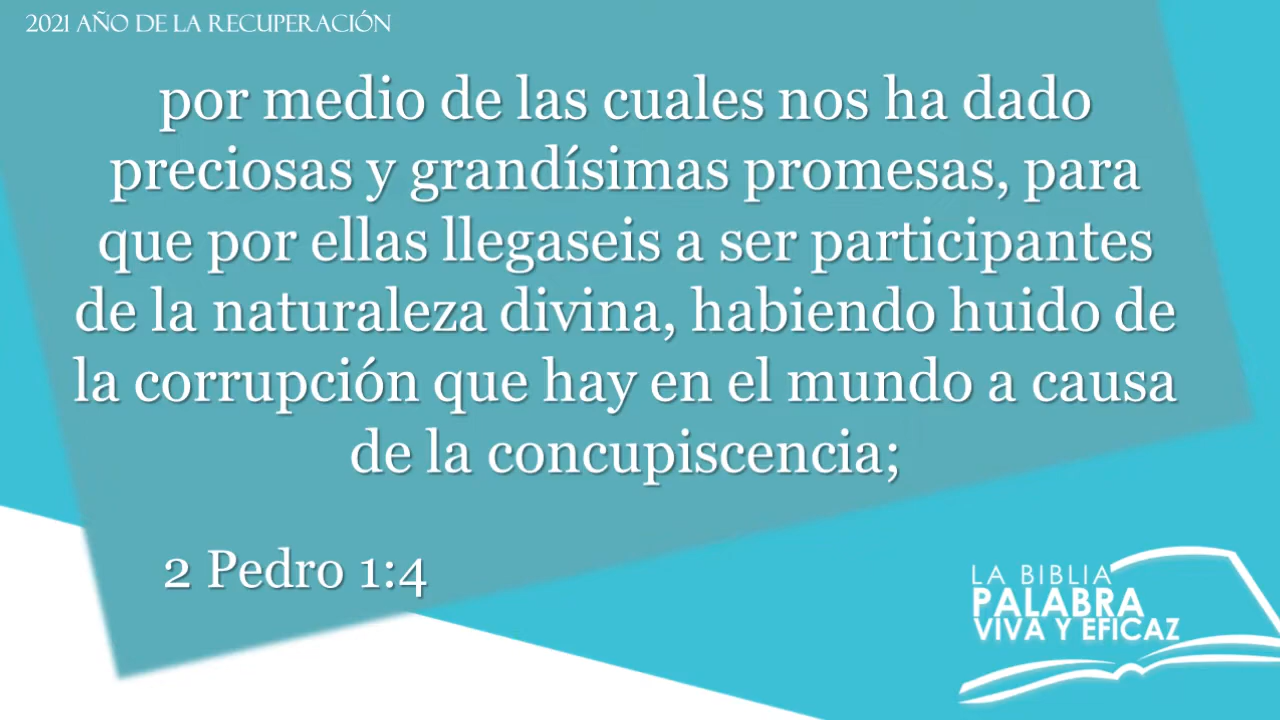 2021 AÑO DE LA RECUPERACIÓN
por medio de las cuales nos ha dado
preciosas y grandísimas promesas, para
que por ellas llegaseis a ser participantes
de la naturaleza divina, habiendo huido de
la corrupción que hay en el mundo a causa
de la concupiscencia;
2 Pedro 1:4
LA BIBLIA
PALABRA
VIVA Y EFICAZ